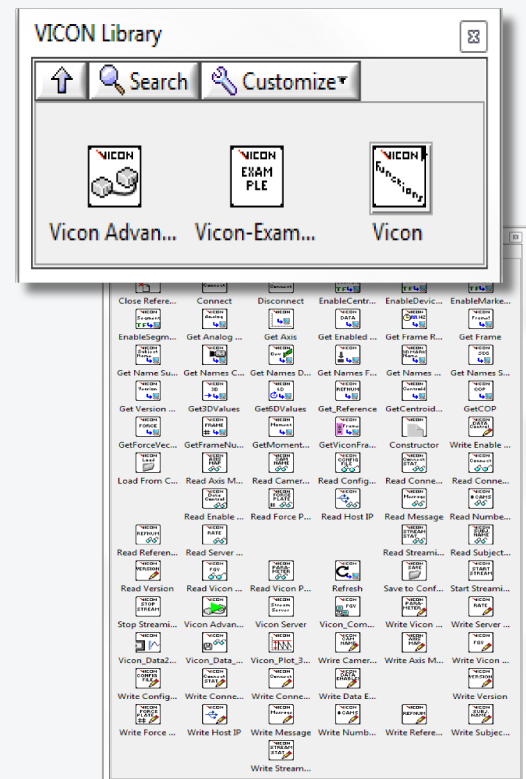 VICON Library
Search Customize
VICON VICON EXAMPLE VICON Functions
Vicon Advan... Vicon-Exam... Vicon
Close Refere... Connect Disconnect EnableCentr... EnableDevic... EnableMarke...
EnableSegm... Get Analog ... Get Axis Get Enabled ... Get Frame R... Get Frame
Get Name Su... Get Names C... Get Names D... Get Names F... Get Names ... Get Names S...
Get Version ... Get3DValues Get6DValues Get_Reference GetCentroid... GetCOP
GetForceVec... GetFrameNu... GetMoment... GetViconFra... Constructor Write Enable ...
Load From C... Read Axis M... Read Camer... Read Config... Read Conne... Read Conne...
Read Enable ... Read Force P... Read Host IP Read Message Read Numbe...
Read Referen... Read Server ... Read Streami... Read Subject...
Read Version Read Vicon ... Read Vicon P... Refresh Save to Conf... Start Streami...
Stop Streami... Vicon Advan... Vicon Server Vicon_Com... Write Vicon ... Write Server ...
Vicon_Data2... Vicon_Data_... Vicon_Plot_3... Write Camer... Write Axis M... Write Vicon ...
Write Config... Write Conne... Write Conne... Write Data E... Write Version
Write Force ... Write Host IP Write Message Write Numb... Write Refere... Write Subjec...
Write Stream...